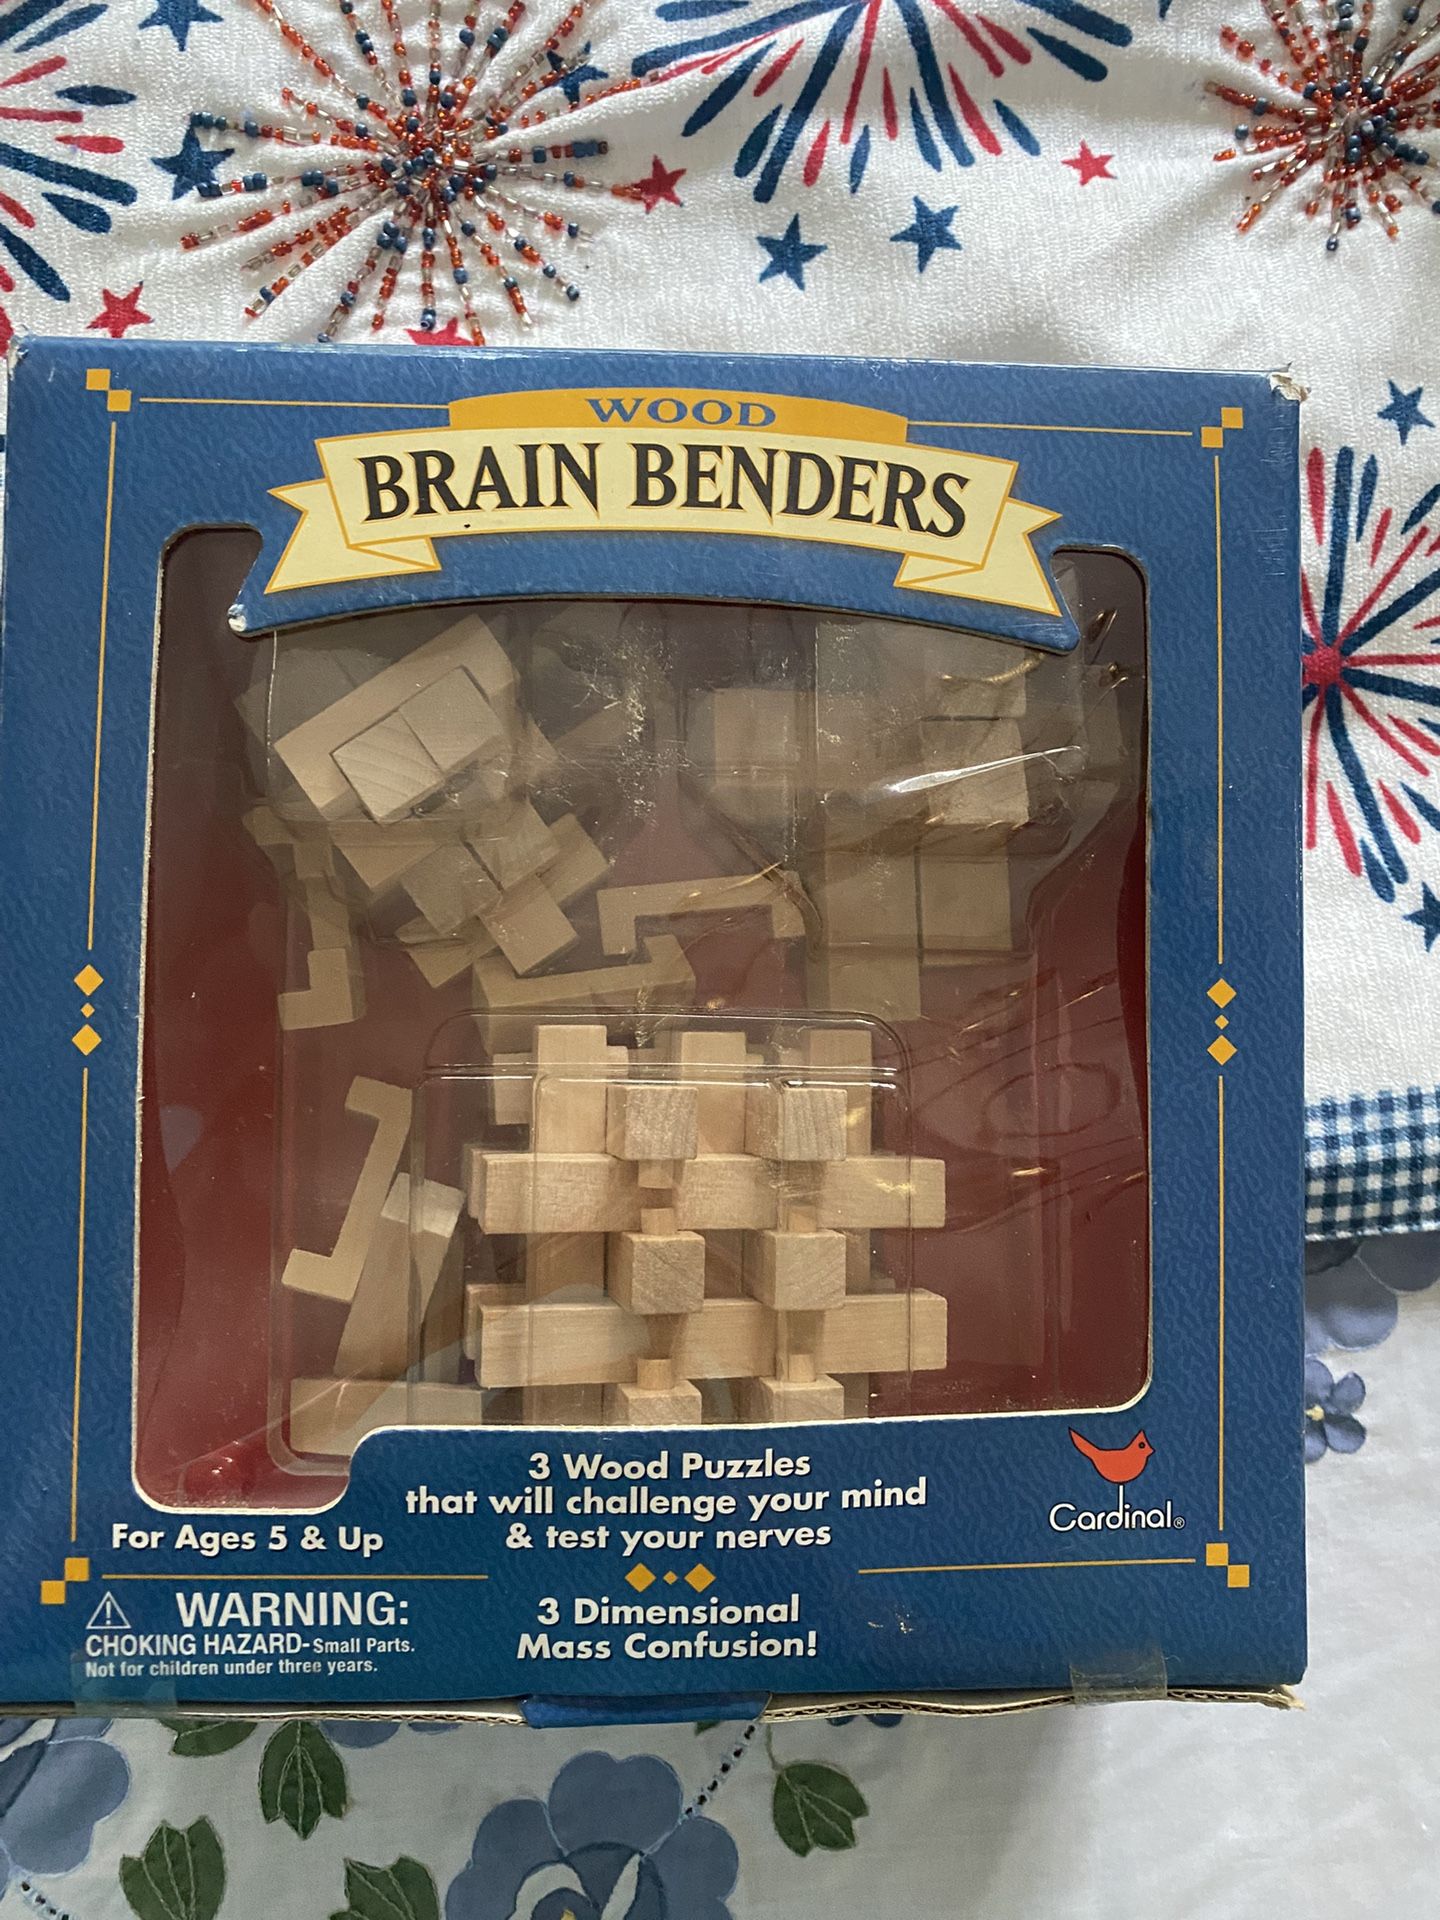 WOOD
BRAIN BENDERS
3 Wood Puzzles
that will challenge your mind
& test your nerves
For Ages 5 & Up
Cardinal®
WARNING:
CHOKING HAZARD-Small Parts.
Not for children under three years.
3 Dimensional
Mass Confusion!